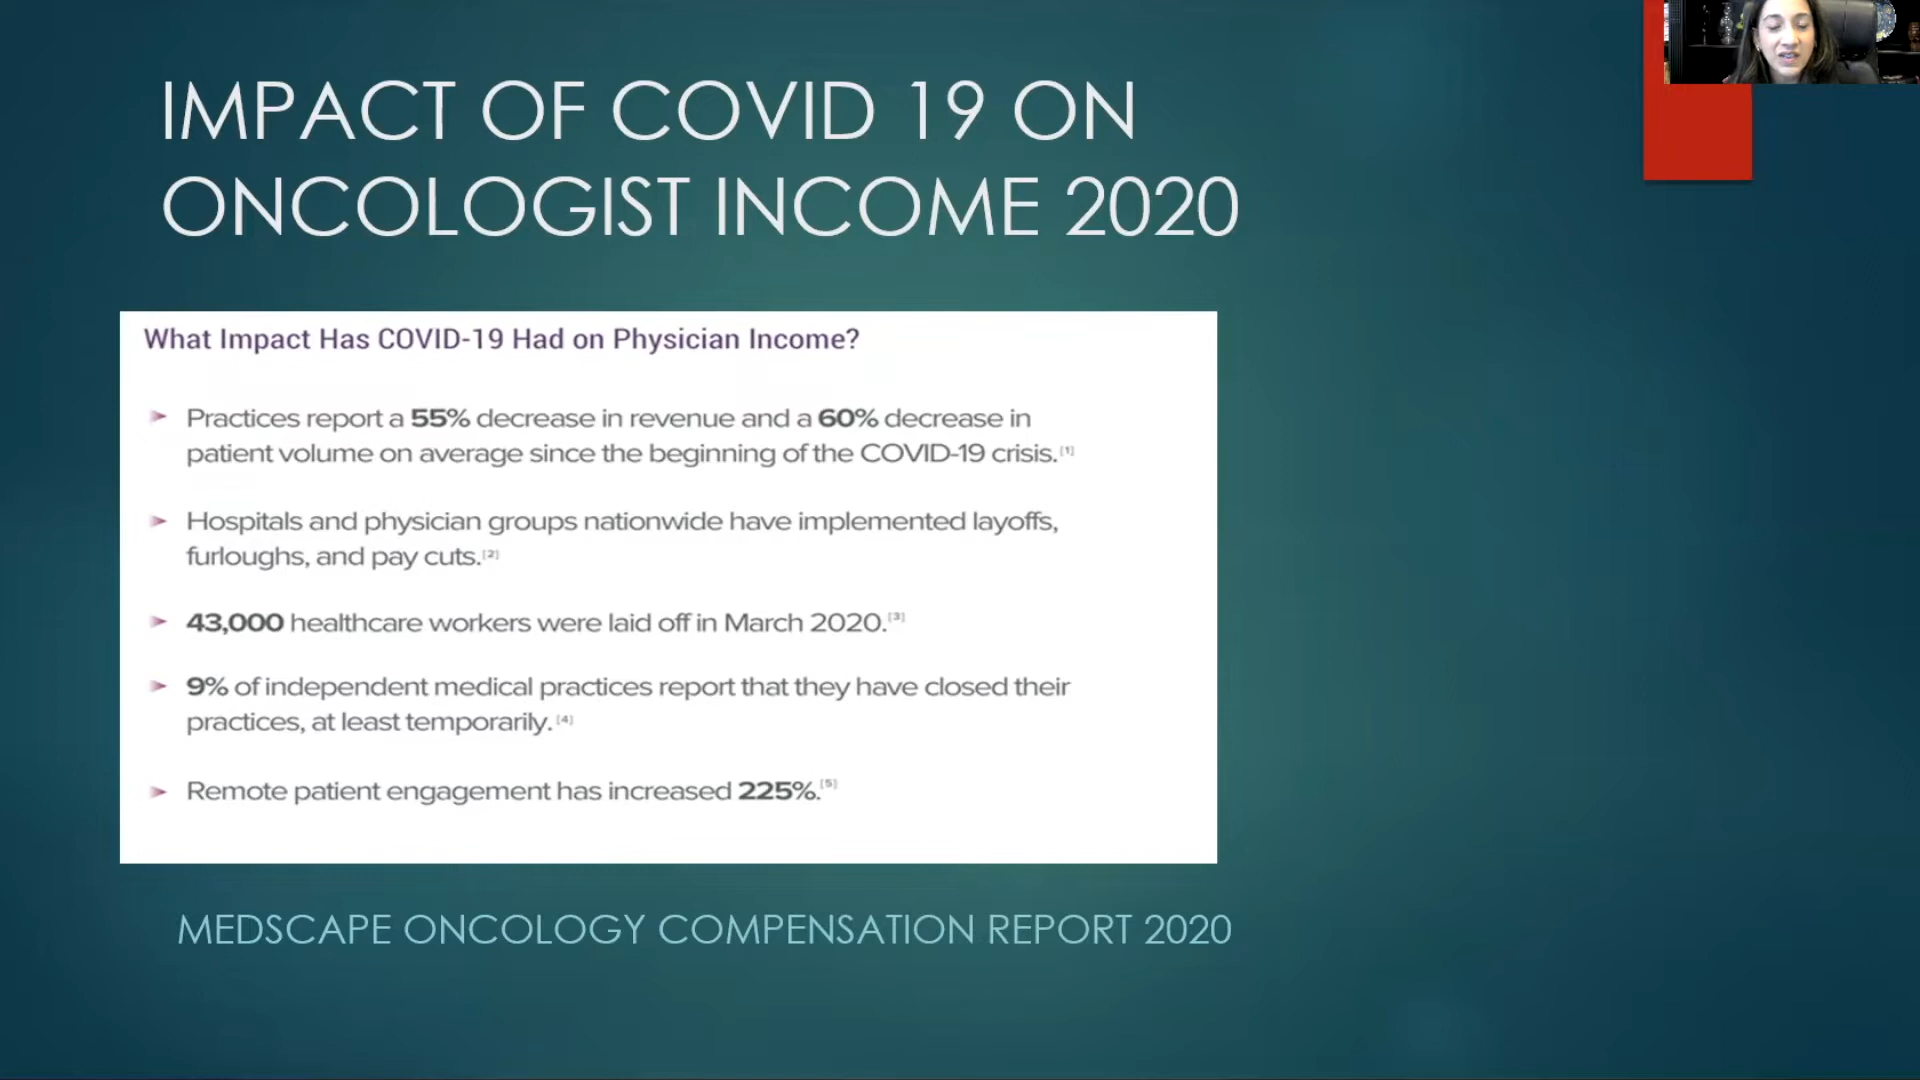 IMPACT OF COVID 19 ON
ONCOLOGIST INCOME 2020
What Impact Has COVID-19 Had on Physician Income?
Practices report a 55% decrease in revenue and a 60% decrease in
patient volume on average since the beginning of the COVID-19 crisis.[1]
Hospitals and physician groups nationwide have implemented layoffs,
furloughs, and pay cuts.[2]
43,000 healthcare workers were laid off in March 2020.[3]
9% of independent medical practices report that they have closed their
practices, at least temporarily.[4]
Remote patient engagement has increased 225%.[5]
MEDSCAPE ONCOLOGY COMPENSATION REPORT 2020